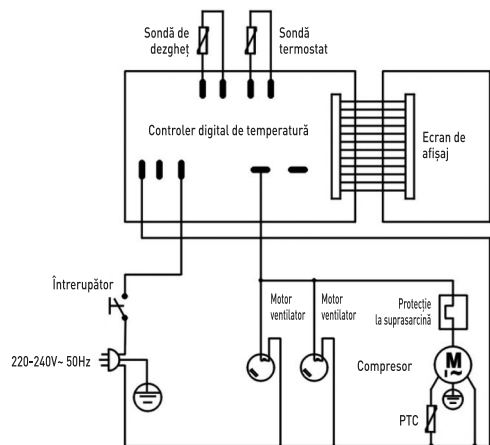 Sondă de
dezgheț
Sondă
termostat
Controler digital de temperatură
Ecran de
afișaj
Întrerupător
Motor
ventilator
Motor
ventilator
Protecție
la suprasarcină
220-240V~ 50Hz
Compresor
M
1~
PTC